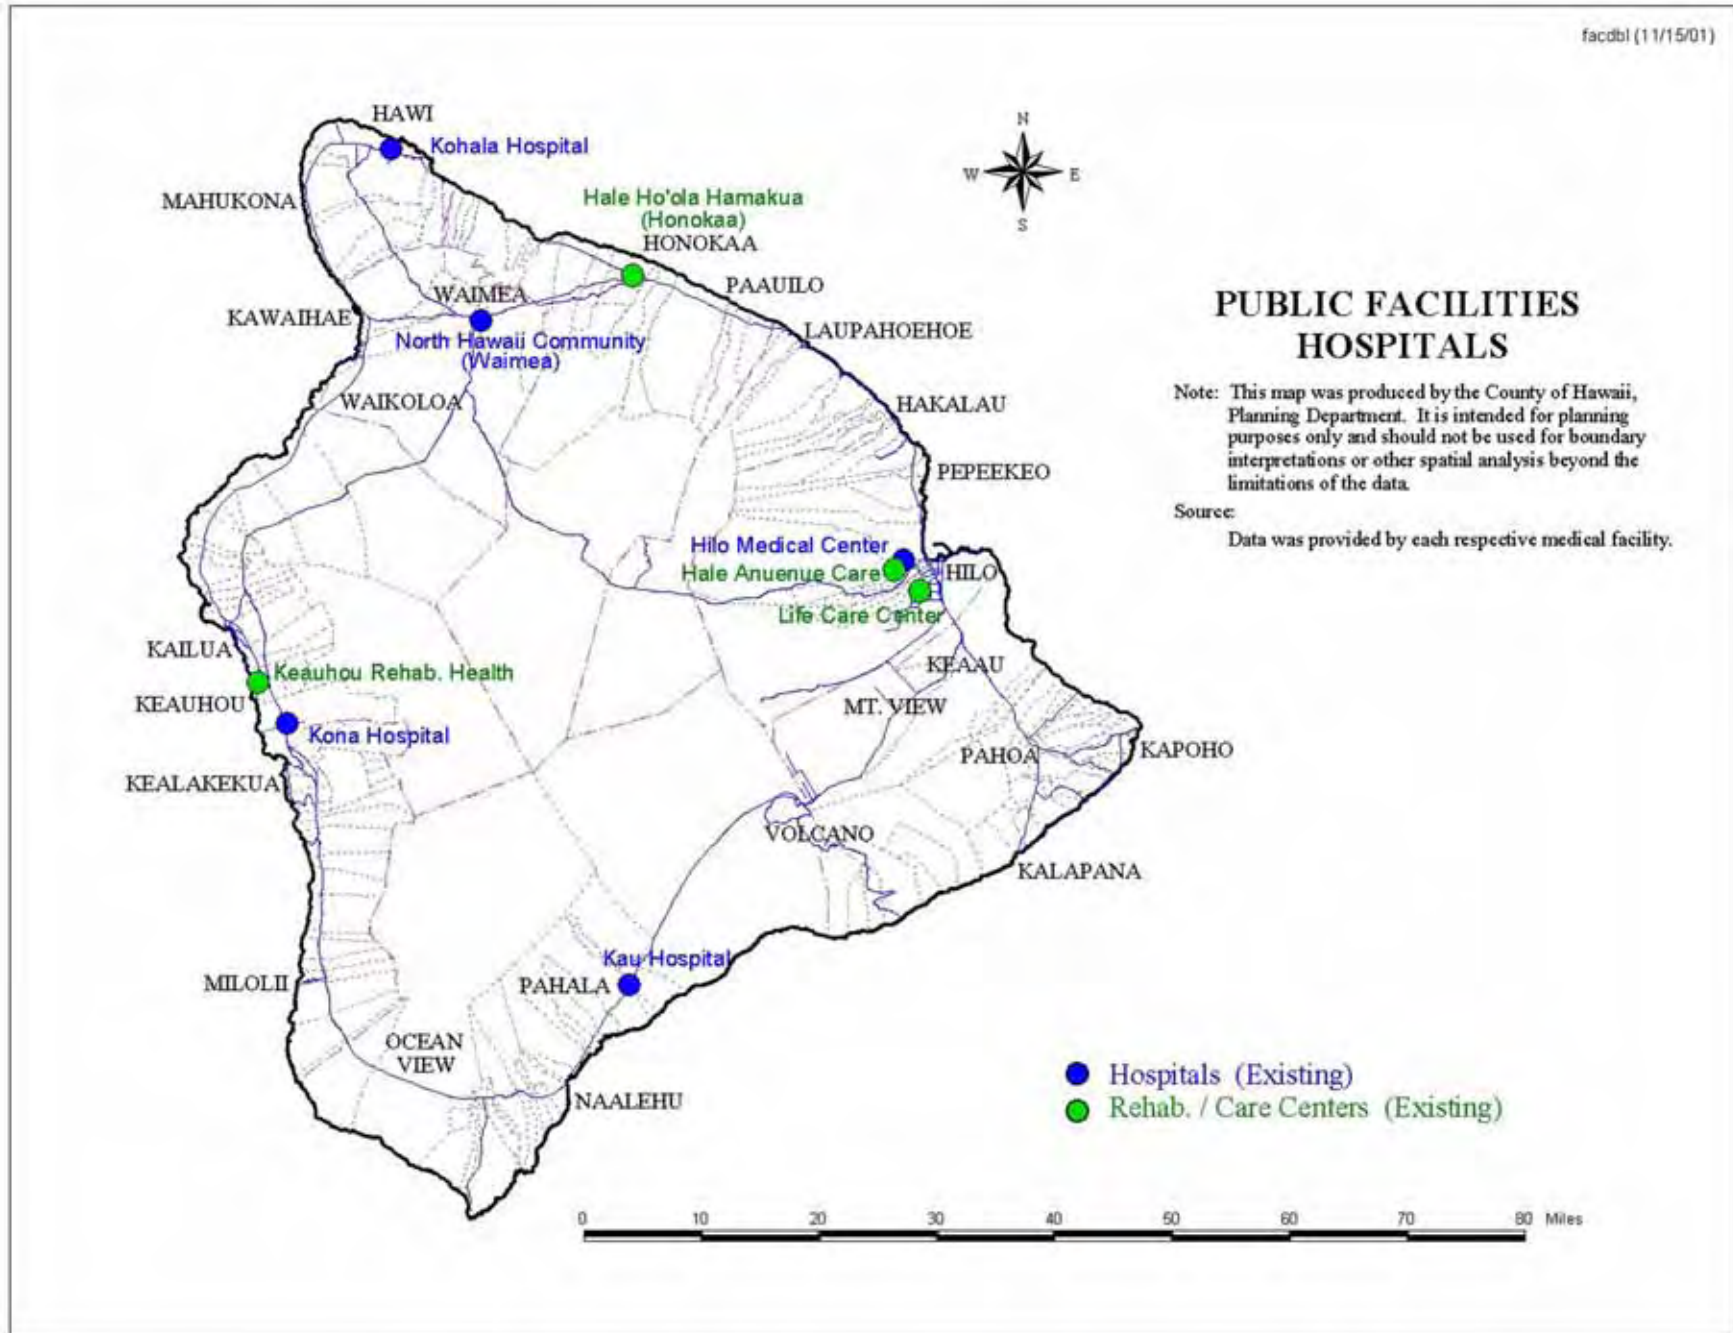 facdbl (11/15/01)
HAWI
Kohala Hospital
N
W
E
S
MAHUKONA
Hale Ho'ola Hamakua
(Honokaa)
HONOKAA
PAAUILO
WAIMEA
KAWAIHAE
North Hawaii Community
(Waimea)
LAUPAHOEHOE
WAIKOLOA
HAKALAU
PEPEEKEO
PUBLIC FACILITIES
HOSPITALS
Note: This map was produced by the County of Hawaii,
Planning Department. It is intended for planning
purposes only and should not be used for boundary
interpretations or other spatial analysis beyond the
limitations of the data.
Source:
Data was provided by each respective medical facility.
Hilo Medical Center
Hale Anuenue Care
HILO
Life Care Center
KAILUA
Keauhou Rehab. Health
KEAUHOU
Kona Hospital
KEAAU
MT. VIEW
PAHOA
KAPOHO
KEALAKEKUA
VOLCANO
KALAPANA
Kau Hospital
MILOLII
PAHALA
OCEAN
VIEW
NAALEHU
Hospitals (Existing)
Rehab. / Care Centers (Existing)
0 10 20 30 40 50 60 70 80 Miles